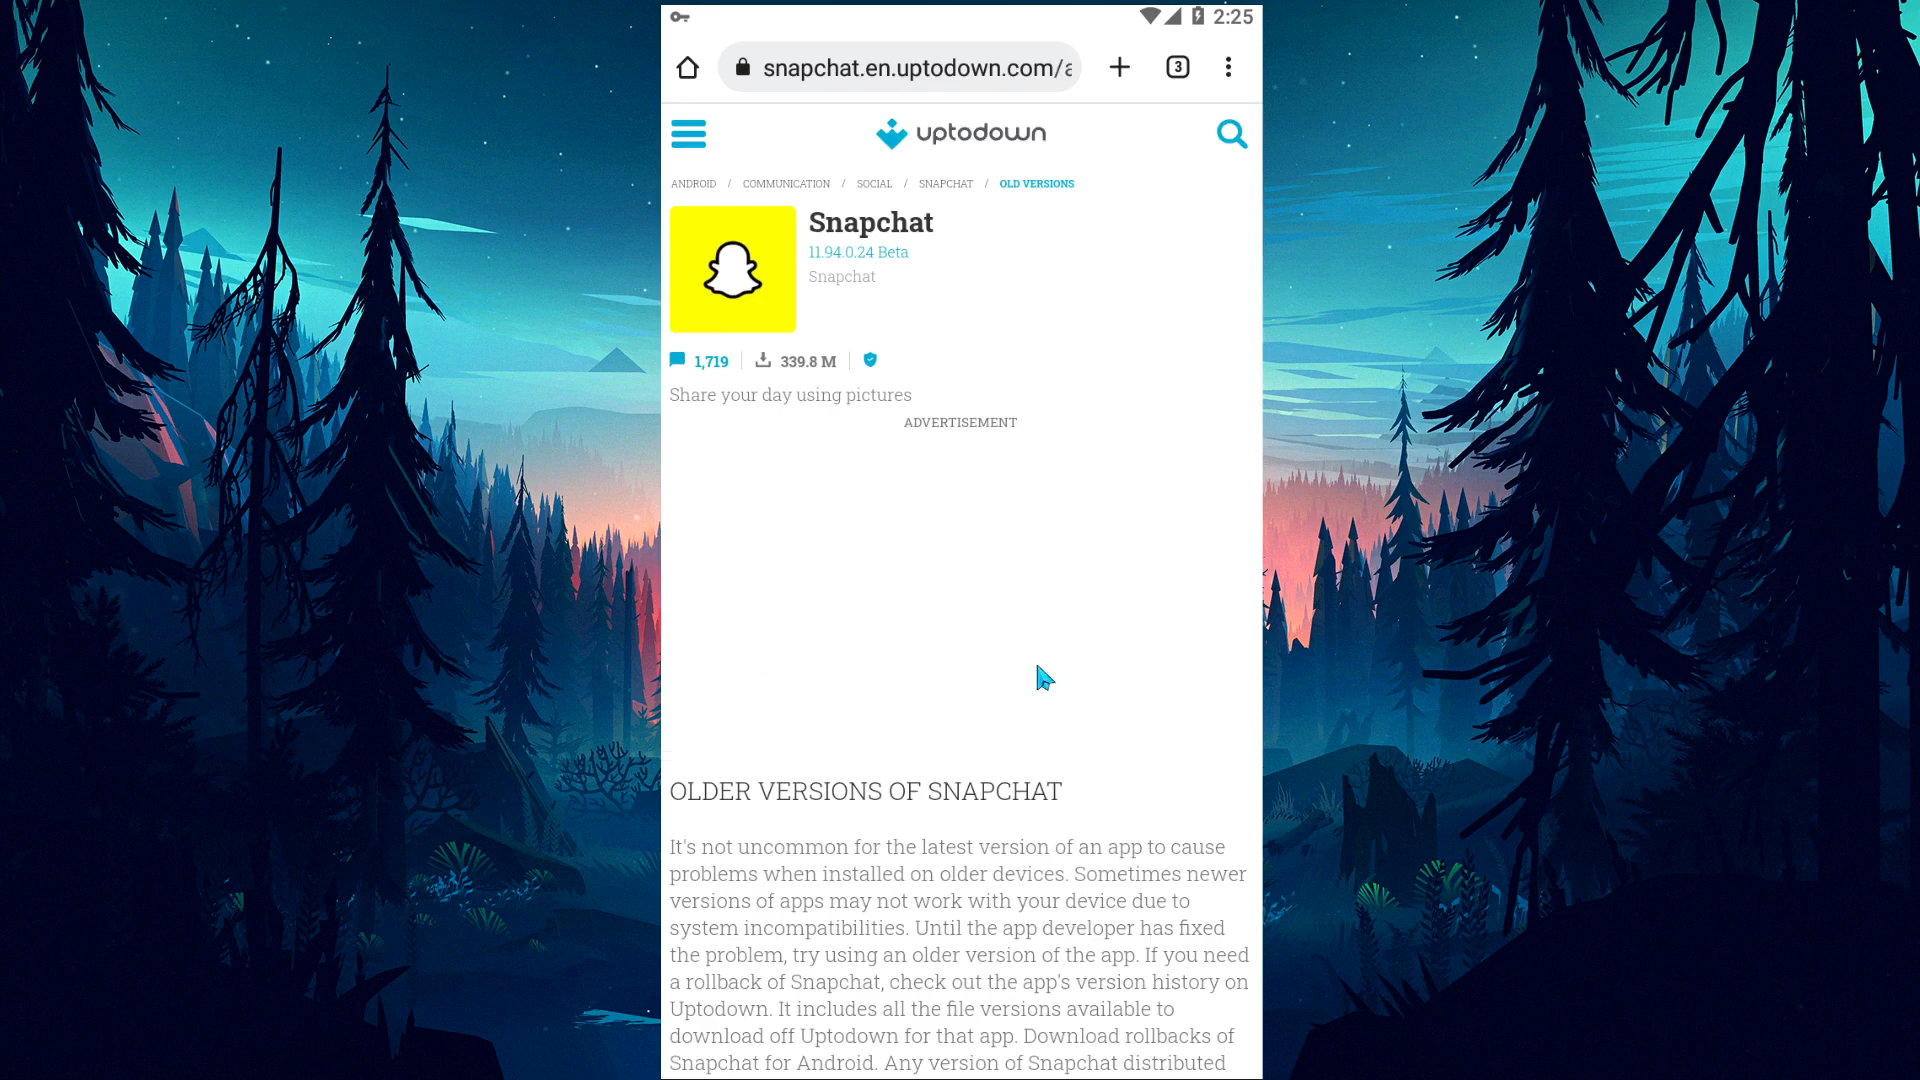 2:25
snapchat.en.uptodown.com/a
3
uptodown
ANDROID / COMMUNICATION / SOCIAL / SNAPCHAT / OLD VERSIONS
Snapchat
11.94.0.24 Beta
Snapchat
1,719
339.8 M
Share your day using pictures
ADVERTISEMENT
OLDER VERSIONS OF SNAPCHAT
It's not uncommon for the latest version of an app to cause
problems when installed on older devices. Sometimes newer
versions of apps may not work with your device due to
system incompatibilities. Until the app developer has fixed
the problem, try using an older version of the app. If you need
a rollback of Snapchat, check out the app's version history on
Uptodown. It includes all the file versions available to
download off Uptodown for that app. Download rollbacks of
Snapchat for Android. Any version of Snapchat distributed